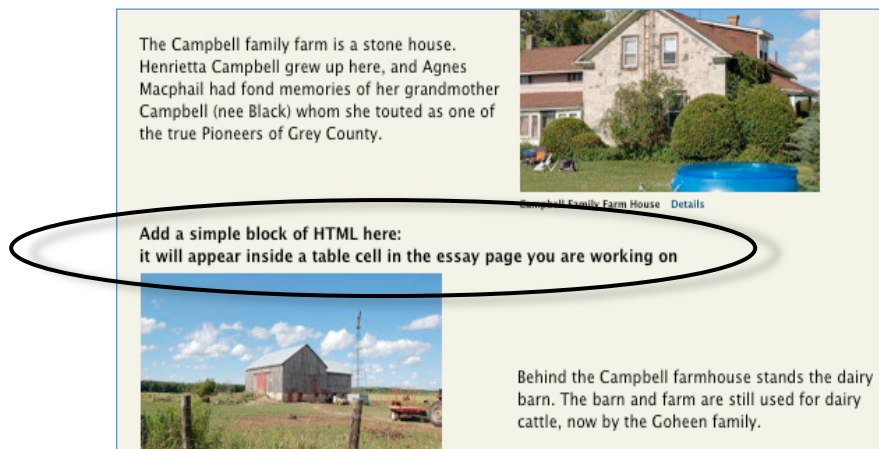 The Campbell family farm is a stone house.
Henrietta Campbell grew up here, and Agnes
Macphail had fond memories of her grandmother
Campbell (nee Black) whom she touted as one of
the true Pioneers of Grey County.
Campbell Family Farm House Details
Add a simple block of HTML here:
it will appear inside a table cell in the essay page you are working on
Behind the Campbell farmhouse stands the dairy
barn. The barn and farm are still used for dairy
cattle, now by the Goheen family.